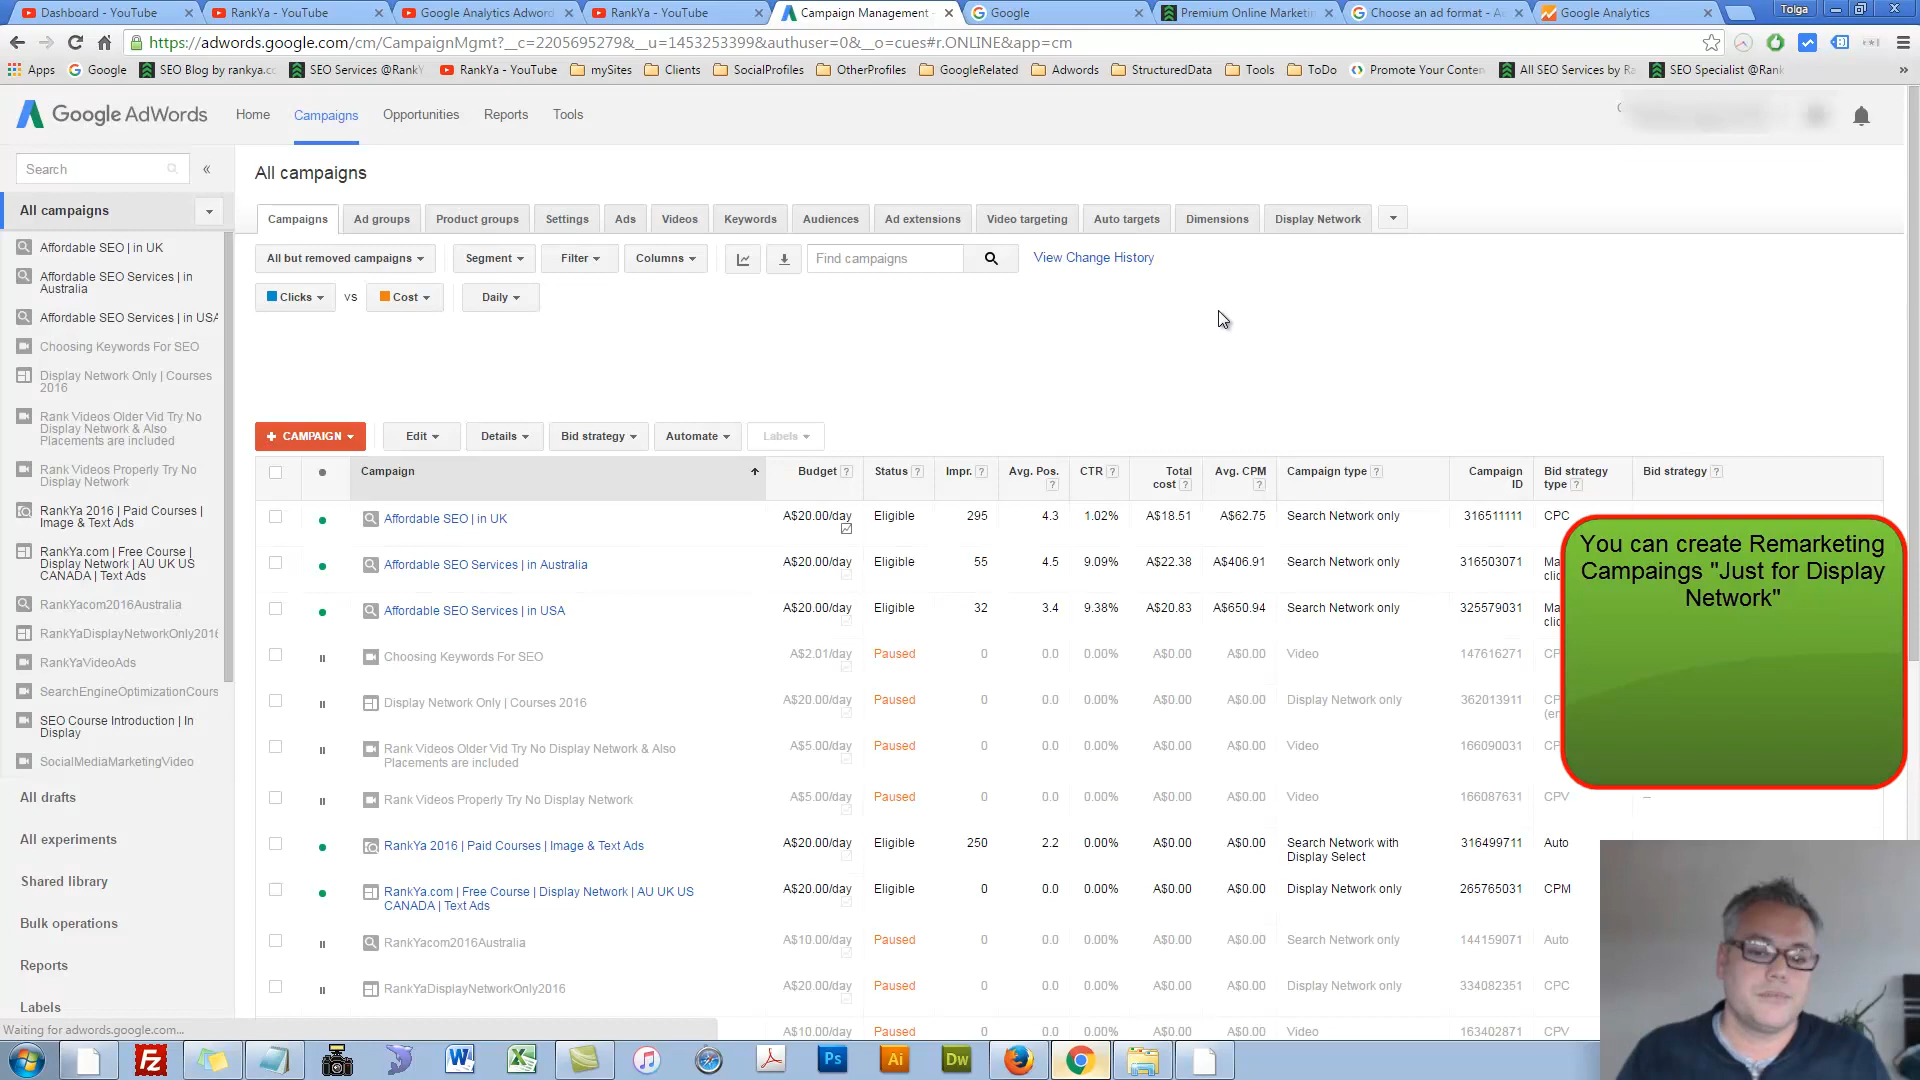 Dashboard - YouTube
RankYa - YouTube
Google Analytics Adword
RankYa - YouTube
Campaign Management -
Google
Premium Online Marketin
Choose an ad format - A
Google Analytics
Tolga
https://adwords.google.com/cm/CampaignMgmt?__c=2205695279&__u=1453253399&authuser=0&__o=cues#r.ONLINE&app=cm
Apps
Google
SEO Blog by rankya.c
SEO Services @RankY
RankYa - YouTube
mySites
Clients
SocialProfiles
OtherProfiles
GoogleRelated
Adwords
StructuredData
Tools
ToDo
Promote Your Conten
All SEO Services by Ra
SEO Specialist @Rank
»
Google AdWords
Home
Campaigns
Opportunities
Reports
Tools
Search
«
All campaigns
Affordable SEO | in UK
Affordable SEO Services | in
Australia
Affordable SEO Services | in USA
Choosing Keywords For SEO
Display Network Only | Courses
2016
Rank Videos Older Vid Try No
Display Network & Also
Placements are included
Rank Videos Properly Try No
Display Network
RankYa 2016 | Paid Courses |
Image & Text Ads
RankYa.com | Free Course |
Display Network | AU UK US
CANADA | Text Ads
RankYacom2016Australia
RankYaDisplayNetworkOnly2016
RankYaVideoAds
SearchEngineOptimizationCours
SEO Course Introduction | In
Display
SocialMediaMarketingVideo
All drafts
All experiments
Shared library
Bulk operations
Reports
Labels
Waiting for adwords.google.com...
All campaigns
Campaigns
Ad groups
Product groups
Settings
Ads
Videos
Keywords
Audiences
Ad extensions
Video targeting
Auto targets
Dimensions
Display Network
All but removed campaigns
Segment
Filter
Columns
Find campaigns
View Change History
Clicks
VS
Cost
Daily
+ CAMPAIGN
Edit
Details
Bid strategy
Automate
Labels
Campaign Budget ? Status ? Impr. ? Avg. Pos. ? CTR ? Total cost ? Avg. CPM ? Campaign type ? Campaign ID Bid strategy type ? Bid strategy ?
Affordable SEO | in UK A$20.00/day Eligible 295 4.3 1.02% A$18.51 A$62.75 Search Network only 316511111 CPC
Affordable SEO Services | in Australia A$20.00/day Eligible 55 4.5 9.09% A$22.38 A$406.91 Search Network only 316503071
Affordable SEO Services | in USA A$20.00/day Eligible 32 3.4 9.38% A$20.83 A$650.94 Search Network only 325579031
Choosing Keywords For SEO A$2.01/day Paused 0 0.0 0.00% A$0.00 A$0.00 Video 147616271
Display Network Only | Courses 2016 A$20.00/day Paused 0 0.0 0.00% A$0.00 A$0.00 Display Network only 362013911
Rank Videos Older Vid Try No Display Network & Also A$5.00/day Paused 0 0.0 0.00% A$0.00 A$0.00 Video 166090031
Placements are included
Rank Videos Properly Try No Display Network A$5.00/day Paused 0 0.0 0.00% A$0.00 A$0.00 Video 166087631 CPV --
RankYa 2016 | Paid Courses | Image & Text Ads A$20.00/day Eligible 250 2.2 0.00% A$0.00 A$0.00 Search Network with 316499711 Auto
Display Select
RankYa.com | Free Course | Display Network | AU UK US A$20.00/day Eligible 0 0.0 0.00% A$0.00 A$0.00 Display Network only 265765031 CPM
CANADA | Text Ads
RankYacom2016Australia A$10.00/day Paused 0 0.0 0.00% A$0.00 A$0.00 Search Network only 144159071 Auto
RankYaDisplayNetworkOnly2016 A$20.00/day Paused 0 0.0 0.00% A$0.00 A$0.00 Display Network only 334082351 CPC
A$10.00/day Paused 0 0.0 0.00% A$0.00 A$0.00 Video 163402871 CPV
You can create Remarketing
Campaings "Just for Display
Network"
Fz
W
X
Ps
Ai
Dw